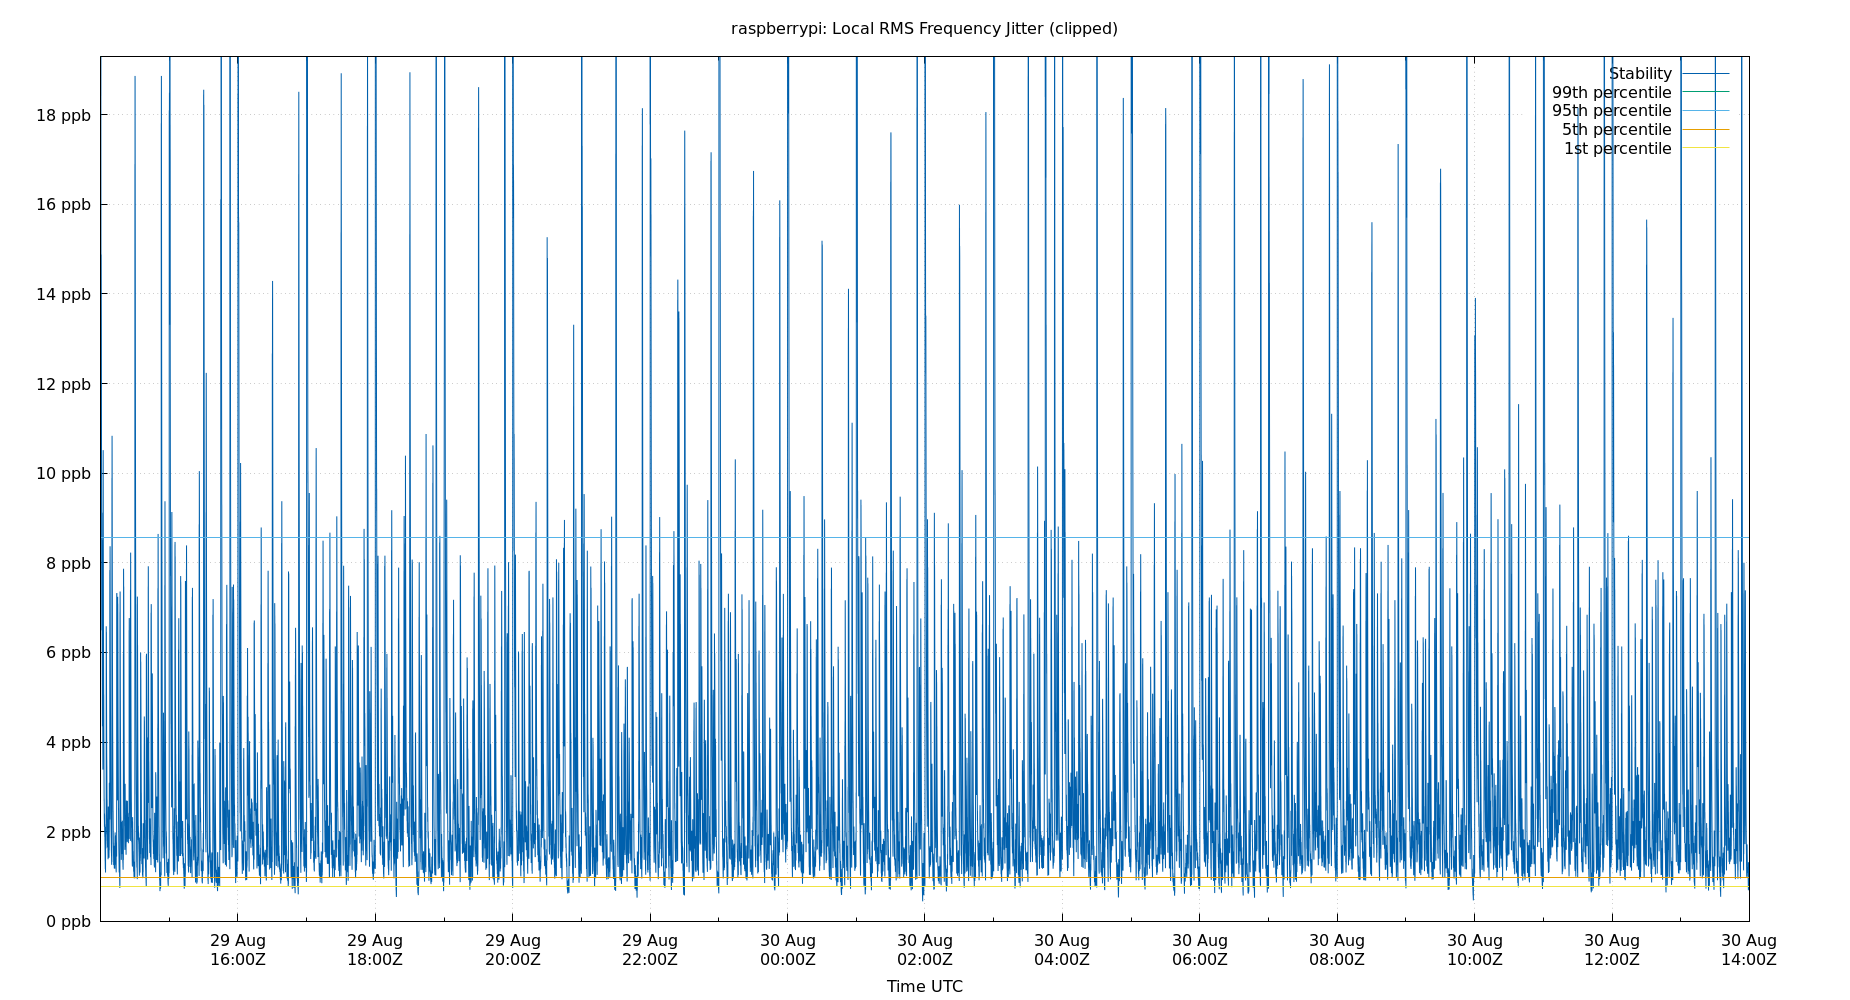 raspberrypi: Local RMS Frequency Jitter (clipped)
Stability
99th percentile
95th percentile
5th percentile
1st percentile
18 ppb
16 ppb
14 ppb
12 ppb
10 ppb
8 ppb
6 ppb
4 ppb
2 ppb
0 ppb
29 Aug 29 Aug 29 Aug 29 Aug 30 Aug 30 Aug 30 Aug 30 Aug 30 Aug 30 Aug 30 Aug 30 Aug
16:00Z 18:00Z 20:00Z 22:00Z 00:00Z 02:00Z 04:00Z 06:00Z 08:00Z 10:00Z 12:00Z 14:00Z
Time UTC